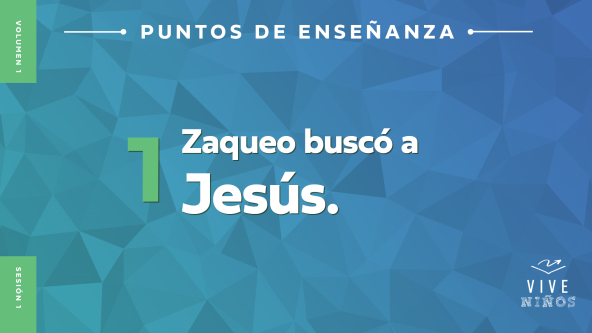 VOLUMEN 1
PUNTOS DE ENSEÑANZA
1
Zaqueo buscó a
Jesús.
SESIÓN 1
VIVE
NIÑOS